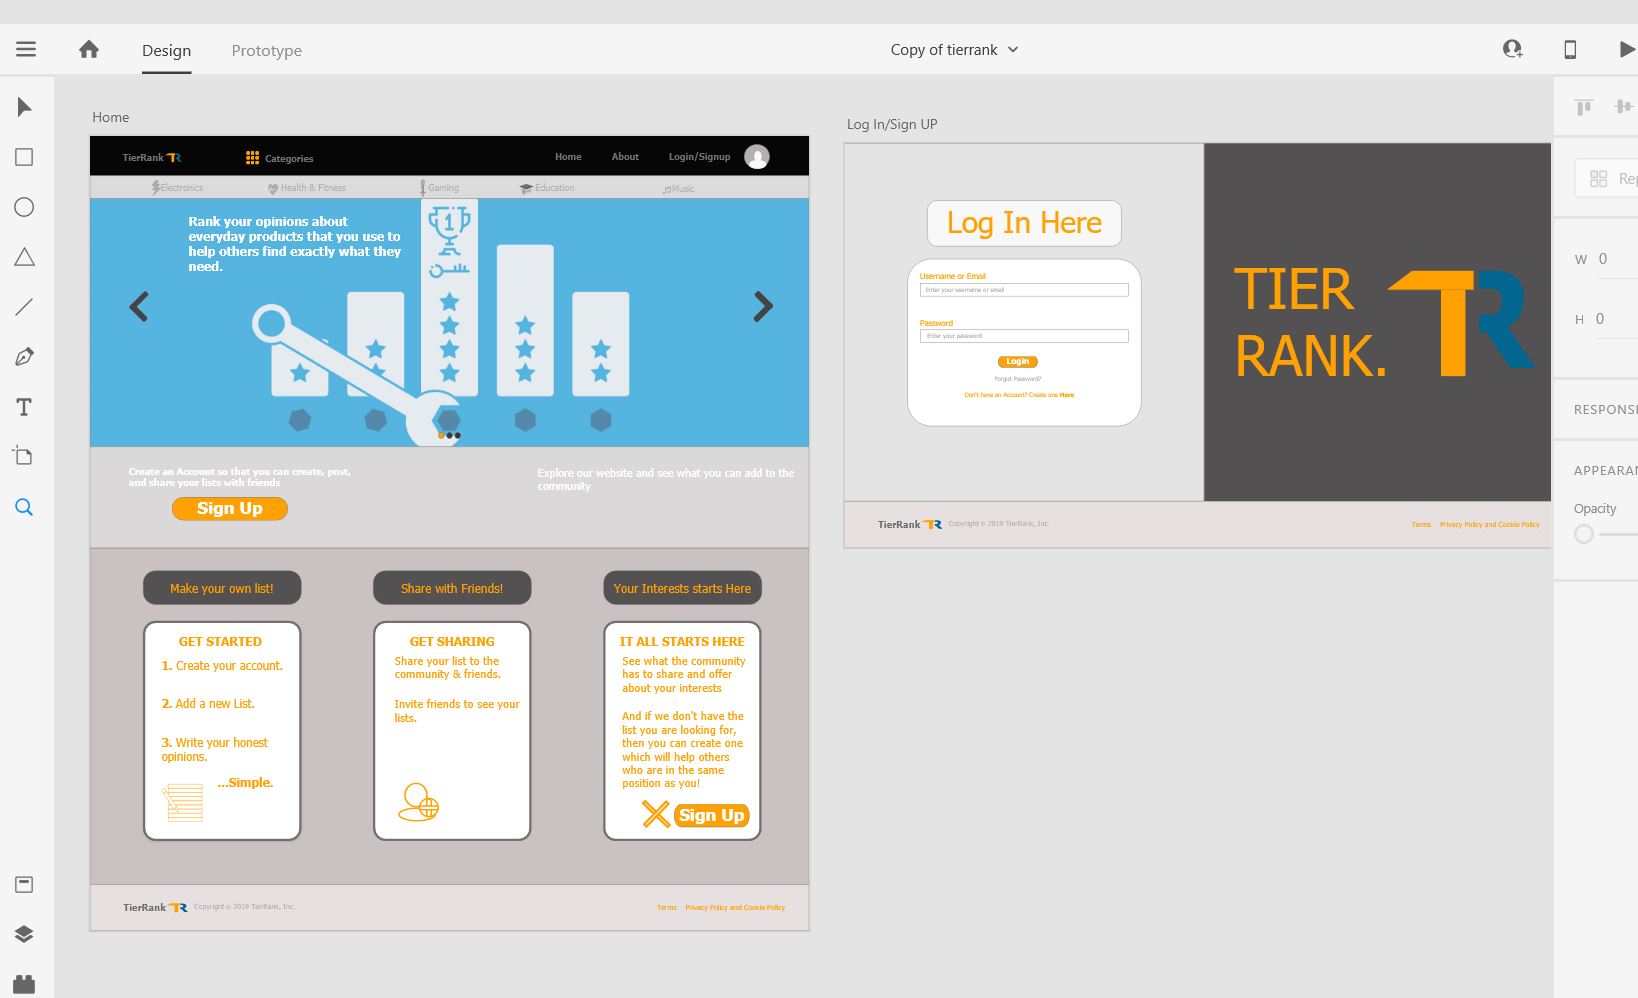 Design
Prototype
Copy of tierrank
Home
TierRank
Categories
Home
About
Login/Signup
Electronics
Health & Fitness
Gaming
Education
Music
Rank your opinions about
everyday products that you use to
help others find exactly what they
need.
1
Create an Account so that you can create, post,
and share your lists with friends
Sign Up
Explore our website and see what you can add to the
community
Make your own list!
Share with Friends!
Your Interests starts Here
GET STARTED
1. Create your account.
2. Add a new List.
3. Write your honest
opinions.
...Simple.
GET SHARING
Share your list to the
community & friends.
Invite friends to see your
lists.
IT ALL STARTS HERE
See what the community
has to share and offer
about your interests
And if we don't have the
list you are looking for,
then you can create one
which will help others
who are in the same
position as you!
Sign Up
TierRank TR Copyright © 2019 TierRank, Inc.
Terms
Privacy Policy and Cookie Policy
Log In/Sign UP
Log In Here
Username or Email
Enter your username or email
Password
Enter your password
Login
Forgot Password?
Don't have an Account? Create one Here
TIER
RANK.
TR
TierRank TR Copyright © 2019 TierRank, Inc.
Terms
Privacy Policy and Cookie Policy
Rep
W 0
H 0
RESPONSI
APPEARAN
Opacity